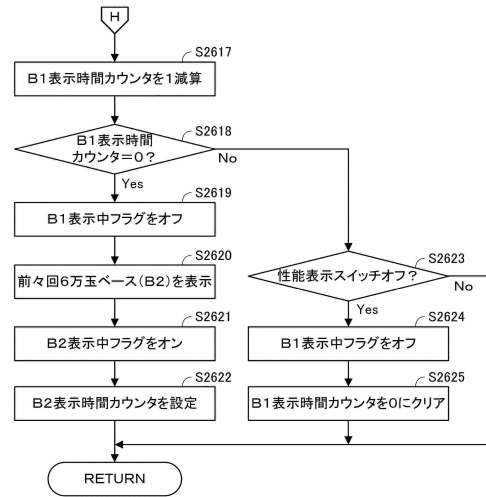 H
S2617
B1表示時間カウンタを1減算
S2618
B1表示時間
カウンタ=0?
No
Yes
S2619
B1表示中フラグをオフ
S2620
前々回6万玉ベース(B2)を表示
S2621
B2表示中フラグをオン
S2622
B2表示時間カウンタを設定
S2623
性能表示スイッチオフ?
No
Yes
S2624
B1表示中フラグをオフ
S2625
B1表示時間カウンタを0にクリア
RETURN